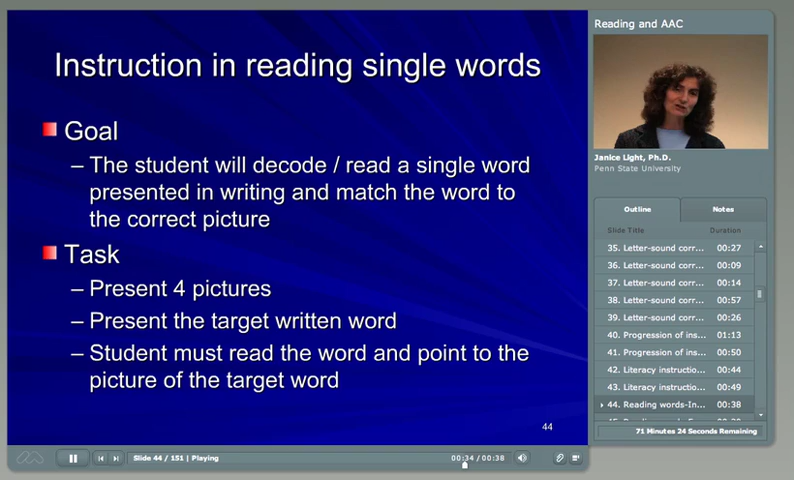 Instruction in reading single words
Goal
– The student will decode / read a single word
presented in writing and match the word to
the correct picture
Task
– Present 4 pictures
– Present the target written word
– Student must read the word and point to the
picture of the target word
44
Reading and AAC
Janice Light, Ph.D.
Penn State University
Outline
Notes
Slide Title Duration
35. Letter-sound corr... 00:27
36. Letter-sound corr... 00:09
37. Letter-sound corr... 00:14
38. Letter-sound corr... 00:57
39. Letter-sound corr... 00:26
40. Progression of ins... 01:13
41. Progression of ins... 00:50
42. Literacy instructio... 00:44
43. Literacy instructio... 00:49
44. Reading words-In... 00:38
71 Minutes 24 Seconds Remaining
Slide 44 / 151 | Playing
00:34 / 00:38